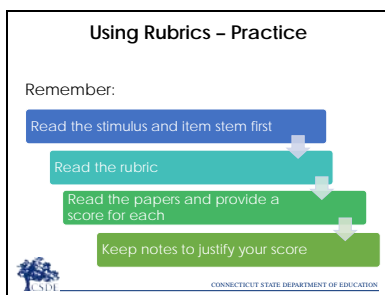 Using Rubrics – Practice
Remember:
Read the stimulus and item stem first
Read the rubric
Read the papers and provide a
score for each
Keep notes to justify your score
CSDE
CONNECTICUT STATE DEPARTMENT OF EDUCATION